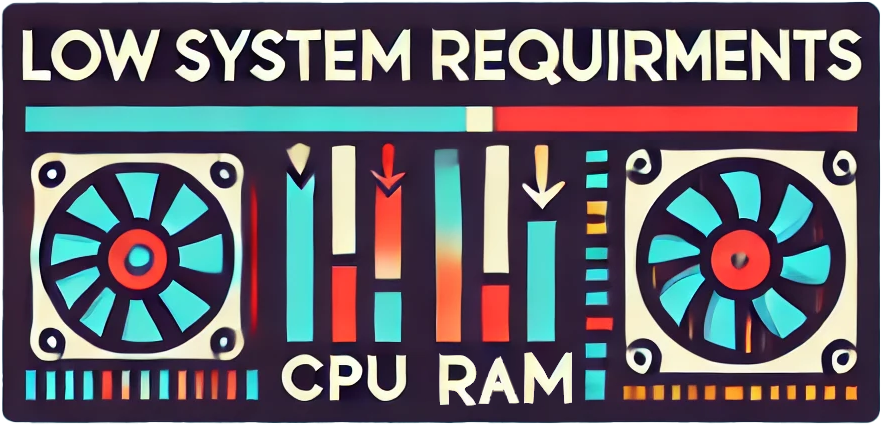 LOW SYSTEM REQUIRMENTS
CPU RAM